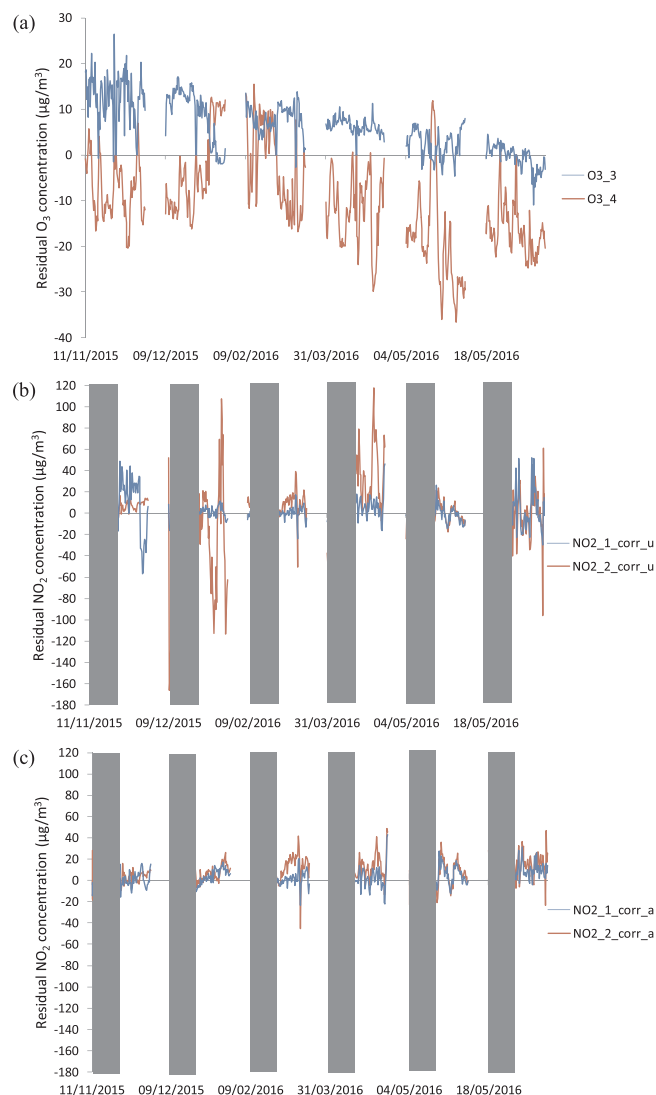 (a)
Residual O3 concentration (µg/m³)
30
20
10
0
-10
-20
-30
-40
11/11/2015 09/12/2015 09/02/2016 31/03/2016 04/05/2016 18/05/2016
O3_3
O3_4
(b)
Residual NO2 concentration (µg/m³)
120
100
80
60
40
20
0
-20
-40
-60
-80
-100
-120
-140
-160
-180
11/11/2015 09/12/2015 09/02/2016 31/03/2016 04/05/2016 18/05/2016
NO2_1_corr_u
NO2_2_corr_u
(c)
Residual NO2 concentration (µg/m³)
120
100
80
60
40
20
0
-20
-40
-60
-80
-100
-120
-140
-160
-180
11/11/2015 09/12/2015 09/02/2016 31/03/2016 04/05/2016 18/05/2016
NO2_1_corr_a
NO2_2_corr_a